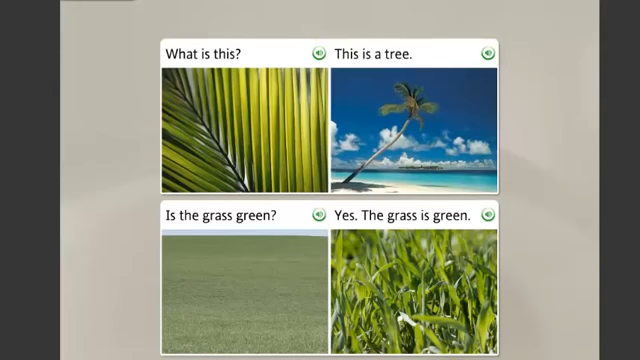 What is this?
This is a tree.
Is the grass green?
Yes. The grass is green.